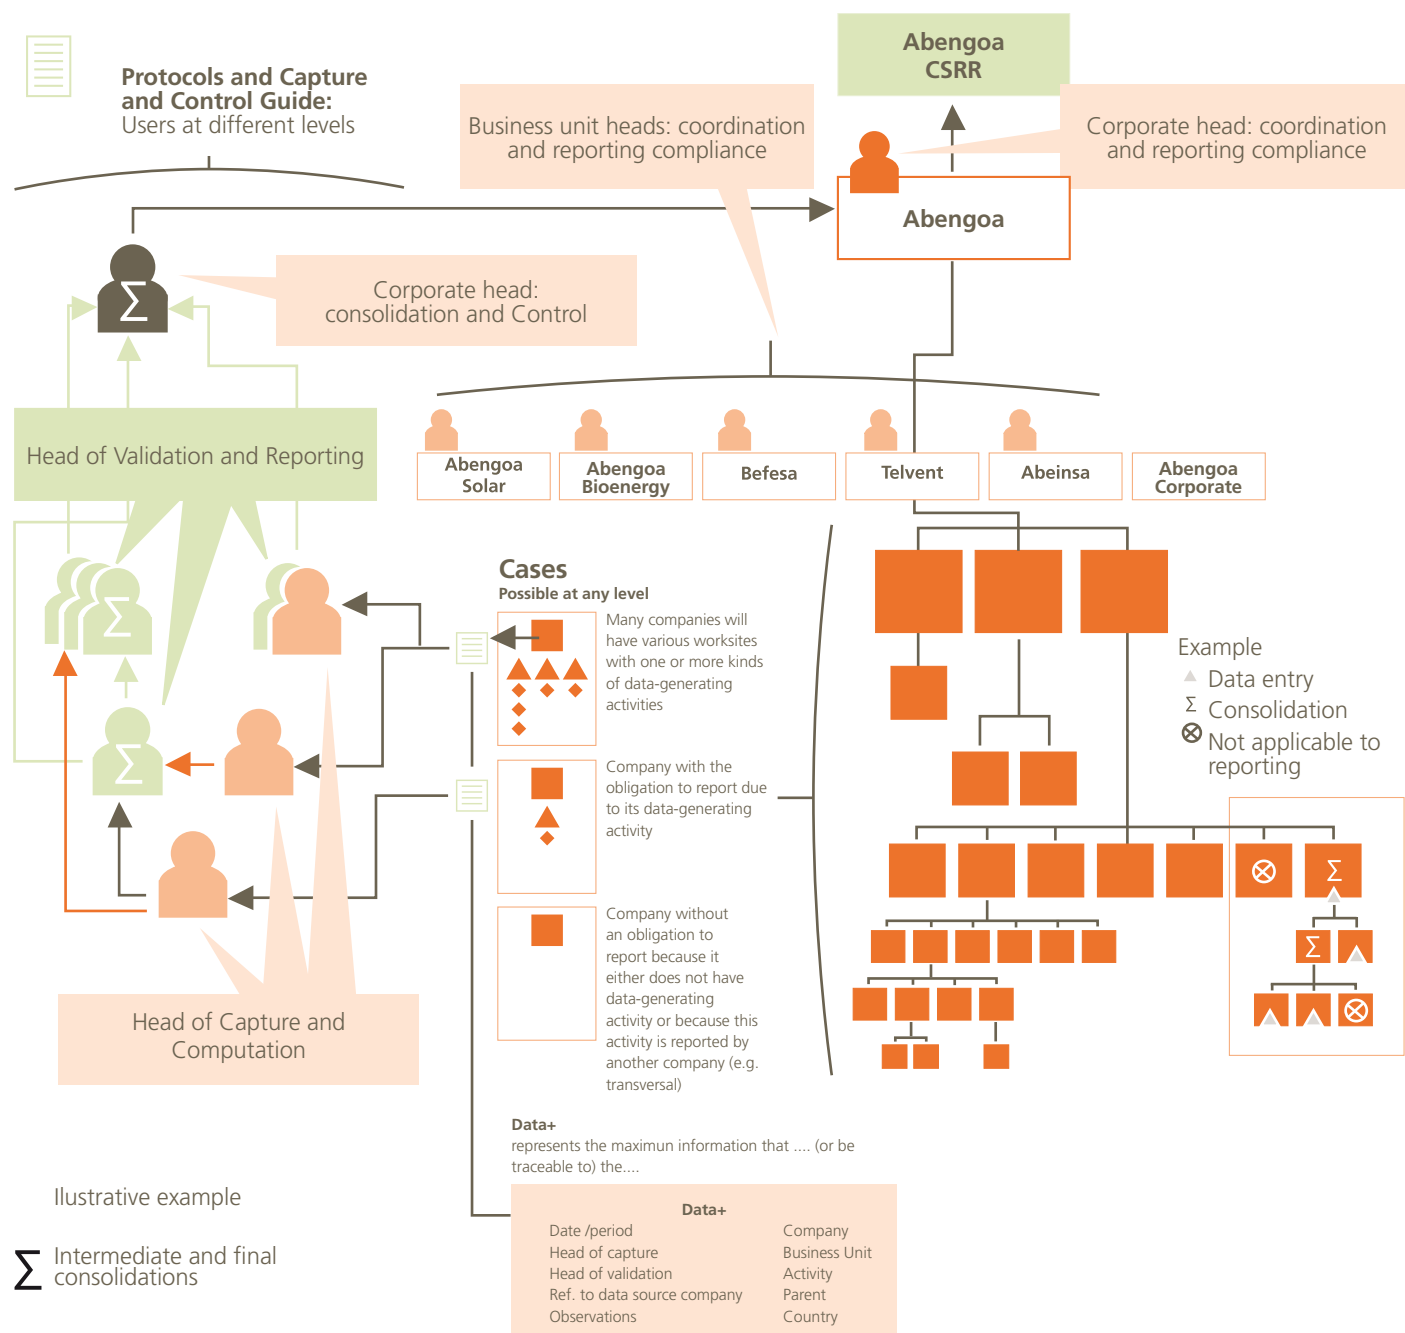 Protocols and Capture
and Control Guide:
Users at different levels
Abengoa
CSRR
Business unit heads: coordination
and reporting compliance
Corporate head: coordination
and reporting compliance
Abengoa
Σ
Corporate head:
consolidation and Control
Head of Validation and Reporting
Abengoa
Solar
Abengoa
Bioenergy
Befesa
Telvent
Abeinsa
Abengoa
Corporate
Cases
Possible at any level
Many companies will
have various worksites
with one or more kinds
of data-generating
activities
Company with the
obligation to report due
to its data-generating
activity
Company without
an obligation to
report because it
either does not have
data-generating
activity or because this
activity is reported by
another company (e.g.
transversal)
Σ
Σ
Example
Data entry
Σ Consolidation
Not applicable to
reporting
Σ
Σ
Head of Capture and
Computation
Data+
represents the maximun information that .... (or be
traceable to) the....
Data+
Date /period Company
Head of capture Business Unit
Head of validation Activity
Ref. to data source company Parent
Observations Country
Ilustrative example
Σ Intermediate and final
consolidations